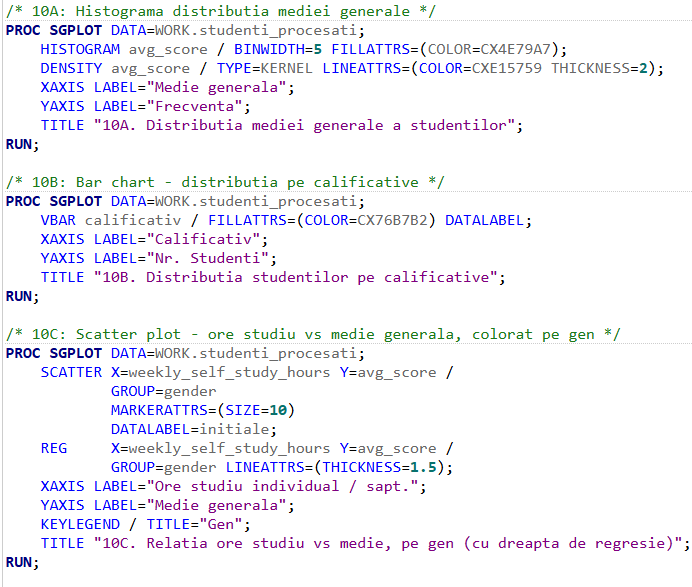 /* 10A: Histograma distributia mediei generale */
PROC SGPLOT DATA=WORK.studenti_procesati;
    HISTOGRAM avg_score / BINWIDTH=5 FILLATTRS=(COLOR=CX4E79A7);
    DENSITY avg_score / TYPE=KERNEL LINEATTRS=(COLOR=CXE15759 THICKNESS=2);
    XAXIS LABEL="Medie generala";
    YAXIS LABEL="Frecventa";
    TITLE "10A. Distributia mediei generale a studentilor";
RUN;

/* 10B: Bar chart - distributia pe calificative */
PROC SGPLOT DATA=WORK.studenti_procesati;
    VBAR calificativ / FILLATTRS=(COLOR=CX76B7B2) DATALABEL;
    XAXIS LABEL="Calificativ";
    YAXIS LABEL="Nr. Studenti";
    TITLE "10B. Distributia studentilor pe calificative";
RUN;

/* 10C: Scatter plot - ore studiu vs medie generala, colorat pe gen */
PROC SGPLOT DATA=WORK.studenti_procesati;
    SCATTER X=weekly_self_study_hours Y=avg_score /
            GROUP=gender
            MARKERATTRS=(SIZE=10)
            DATALABEL=initiale;
    REG     X=weekly_self_study_hours Y=avg_score /
            GROUP=gender LINEATTRS=(THICKNESS=1.5);
    XAXIS LABEL="Ore studiu individual / sapt.";
    YAXIS LABEL="Medie generala";
    KEYLEGEND / TITLE="Gen";
    TITLE "10C. Relatia ore studiu vs medie, pe gen (cu dreapta de regresie)";
RUN;